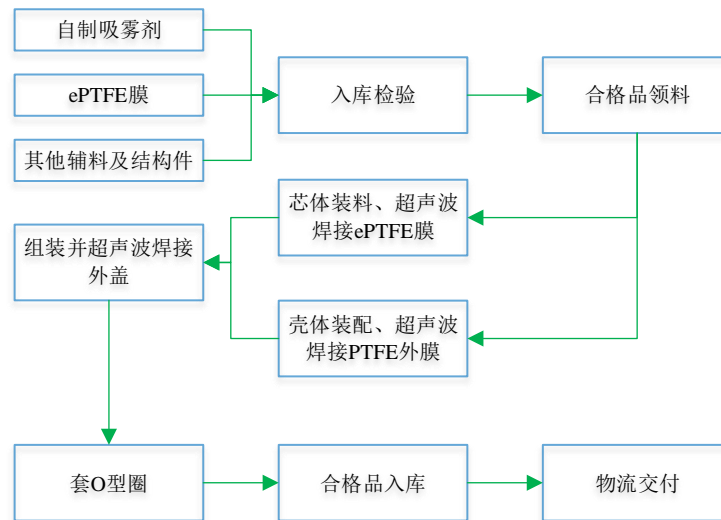 自制吸雾剂
ePTFE膜
其他辅料及结构件
入库检验
合格品领料
芯体装料、超声波
焊接ePTFE膜
壳体装配、超声波
焊接PTFE外膜
组装并超声波焊接
外盖
套O型圈
合格品入库
物流交付